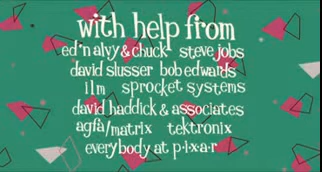 with help from
ed 'n alvy & chuck steve jobs
david slusser bob edwards
ilm sprocket systems
david haddick & associates
agfa/matrix tektronix
everybody at p·i·x·a·r